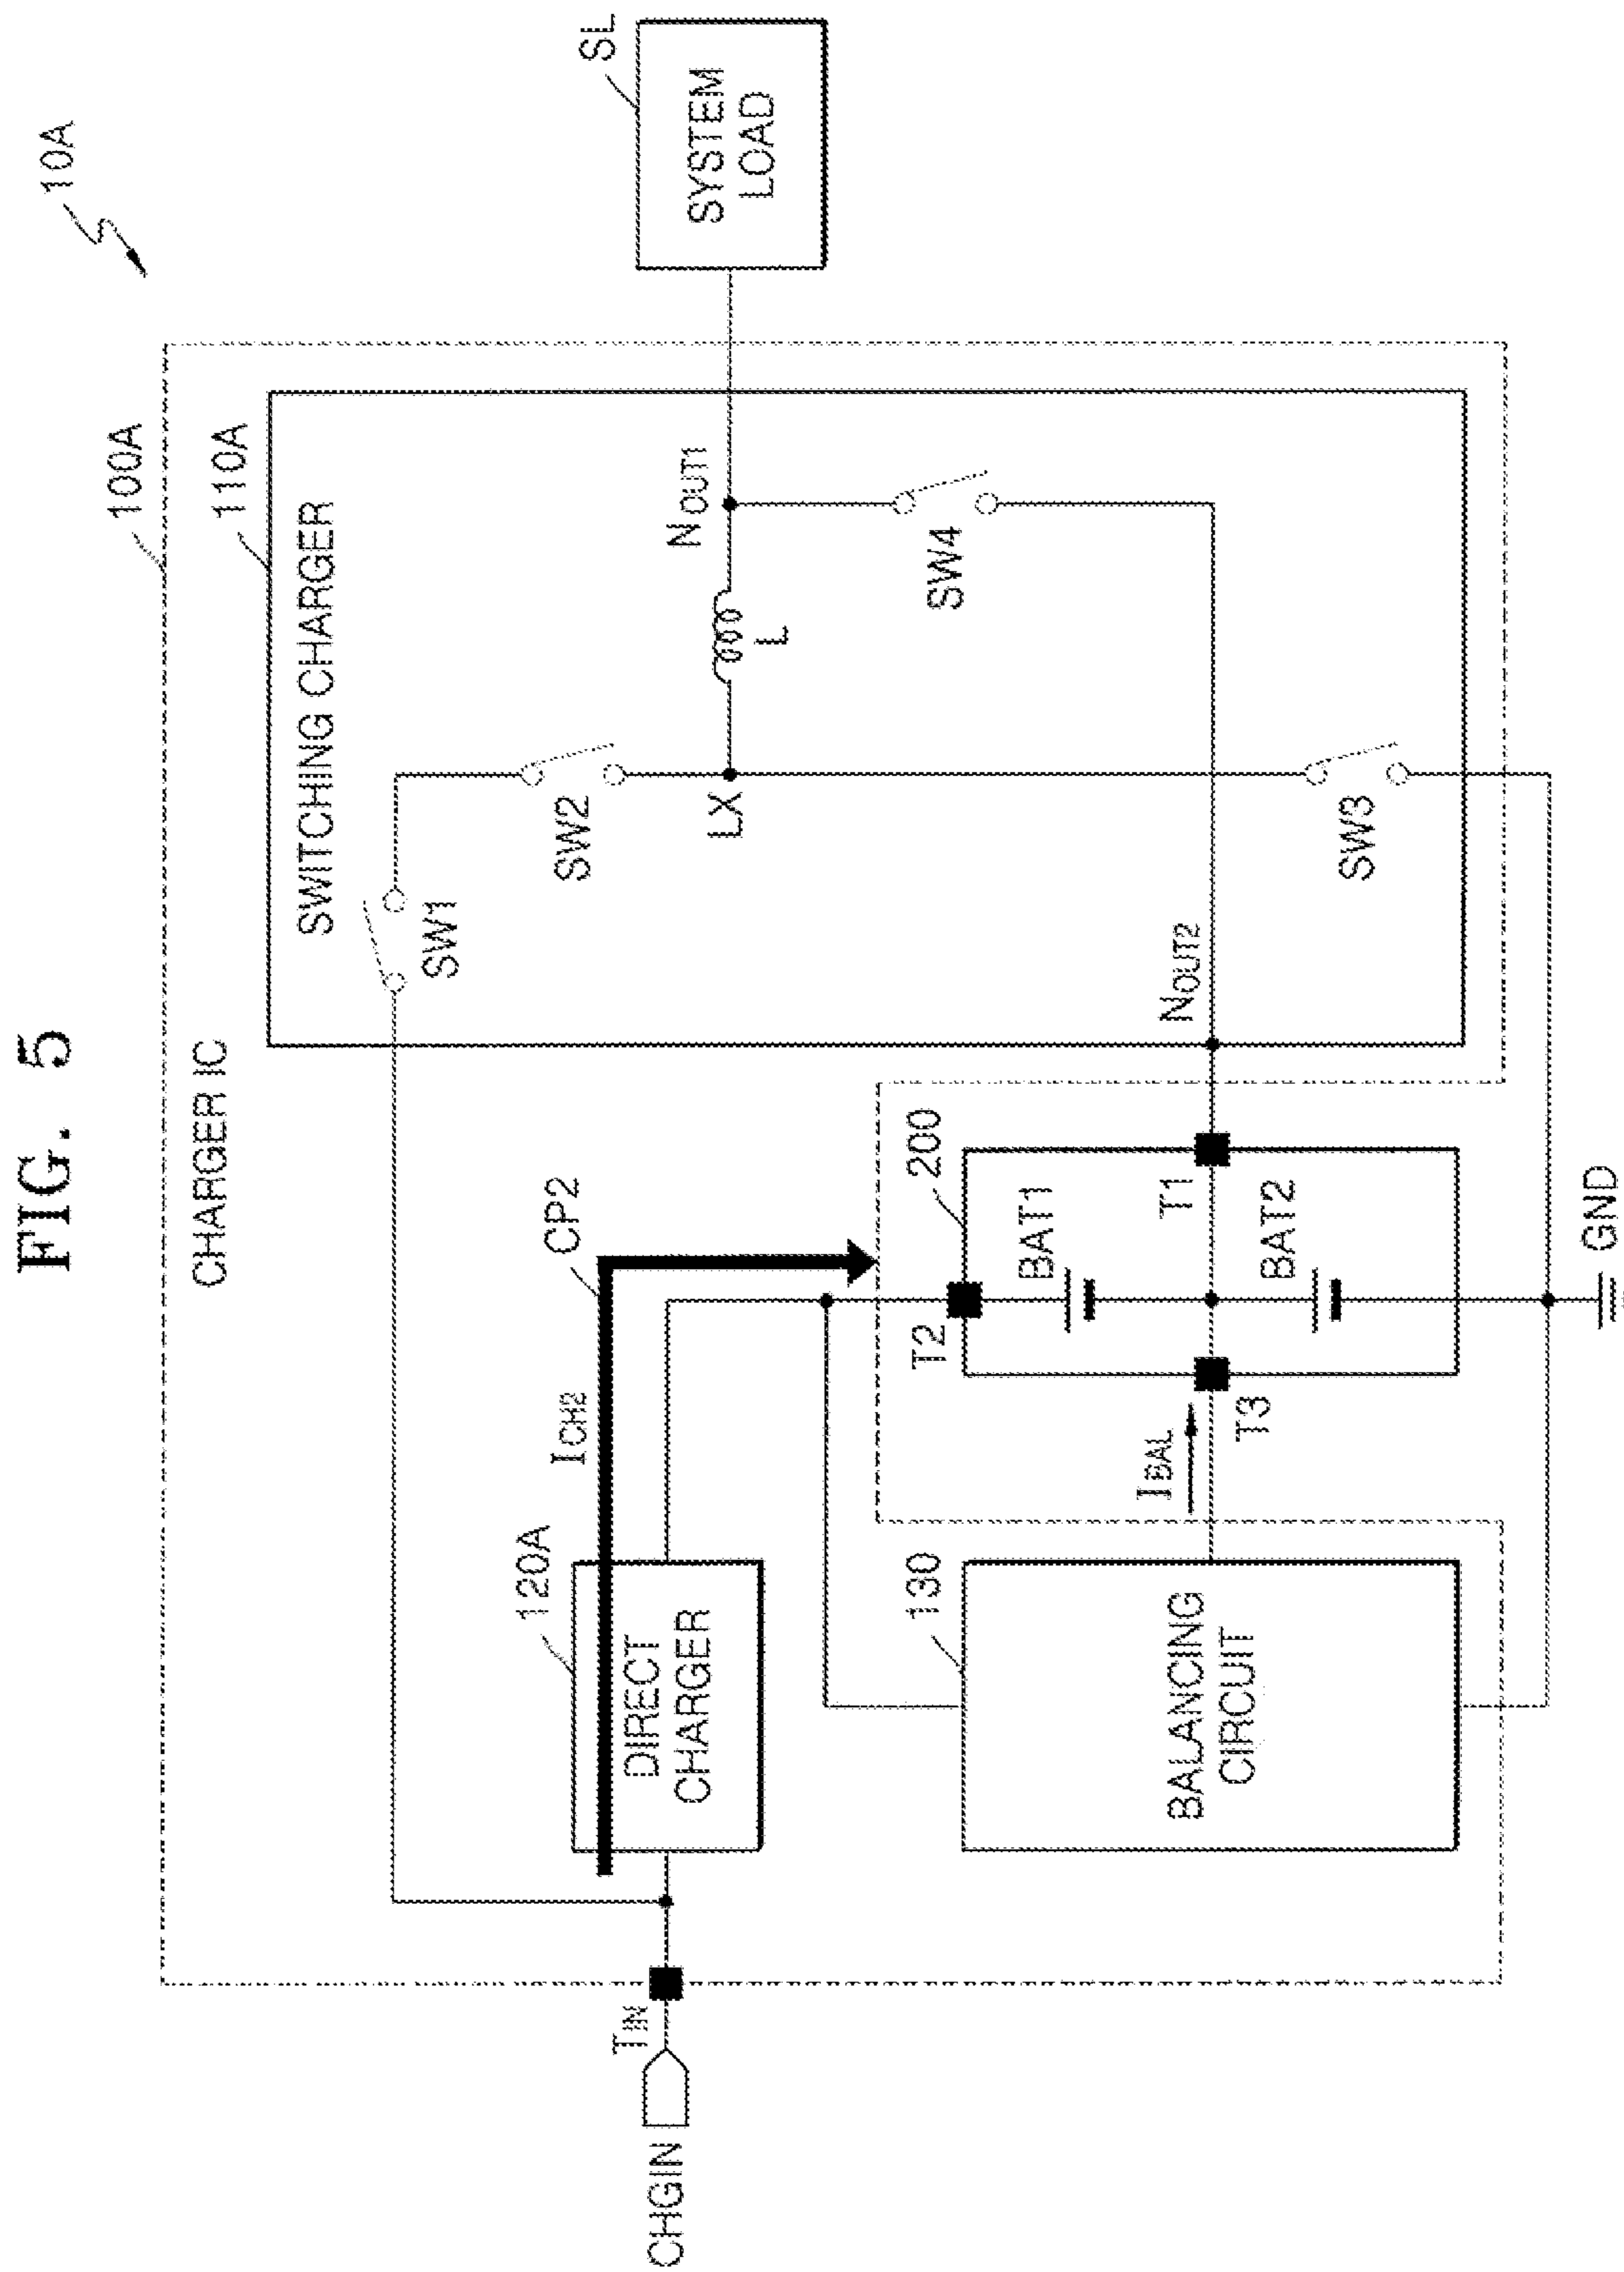 FIG. 5
10A
100A
CHARGER IC
110A
SWITCHING CHARGER
SL
SYSTEM
LOAD
SW1
SW2
LX
L
NOUT1
SW4
SW3
NOUT2
CHGIN
TIN
120A
DIRECT
CHARGER
ICH2
CP2
130
BALANCING
CIRCUIT
IBAL
200
T2
BAT1
T1
T3
BAT2
GND